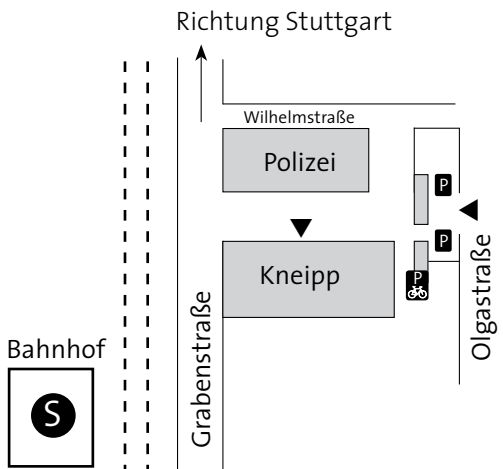 Richtung Stuttgart
Wilhelmstraße
Polizei
P
P
Kneipp
P
Grabenstraße
Olgastraße
Bahnhof
S